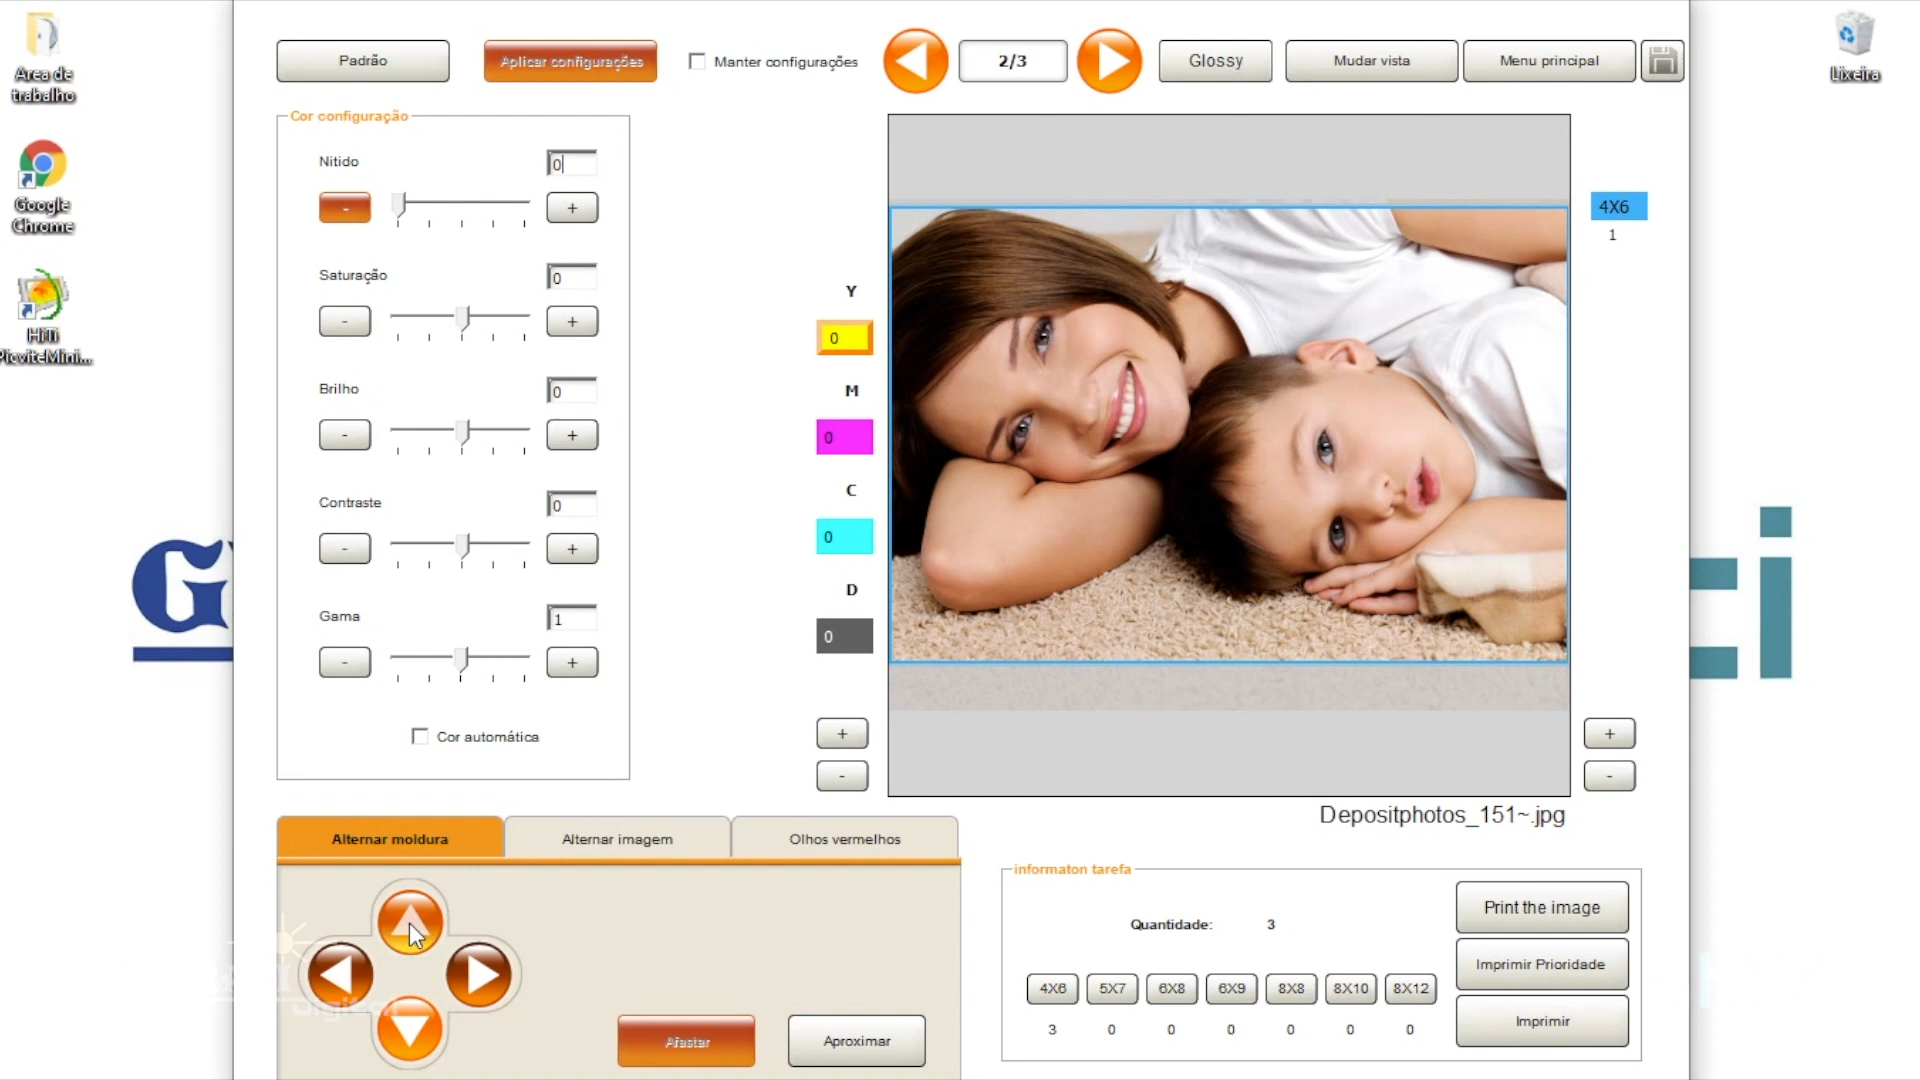 Area de
trabalho
Google
Chrome
HiTi
Lixeira
Padrão
Aplicar configurações
Manter configurações
2/3
Glossy
Mudar vista
Menu principal
Cor configuração
Nitido
0
-
+
Saturação
0
-
+
Brilho
0
-
+
Contraste
0
-
+
Gama
1
-
+
Cor automática
Y
0
M
0
C
0
D
0
+
-
4X6
1
+
-
Depositphotos_151~.jpg
Alternar moldura
Alternar imagem
Olhos vermelhos
Afastar
Aproximar
informaton tarefa
Quantidade: 3
4X6 5X7 6X8 6X9 8X8 8X10 8X12
3 0 0 0 0 0 0
Print the image
Imprimir Prioridade
Imprimir
G
ci
Digital